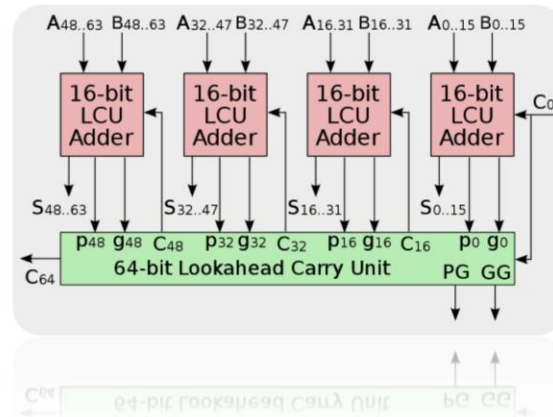 A48..63 B48..63 A32..47 B32..47 A16.31 B16..31 A0..15 B0..15
16-bit LCU Adder 16-bit LCU Adder 16-bit LCU Adder 16-bit LCU Adder
C0
S48..63 S32..47 S16..31 S0..15
p48 g48 C48 p32 g32 C32 p16 g16 C16 p0 g0
64-bit Lookahead Carry Unit PG GG
C64